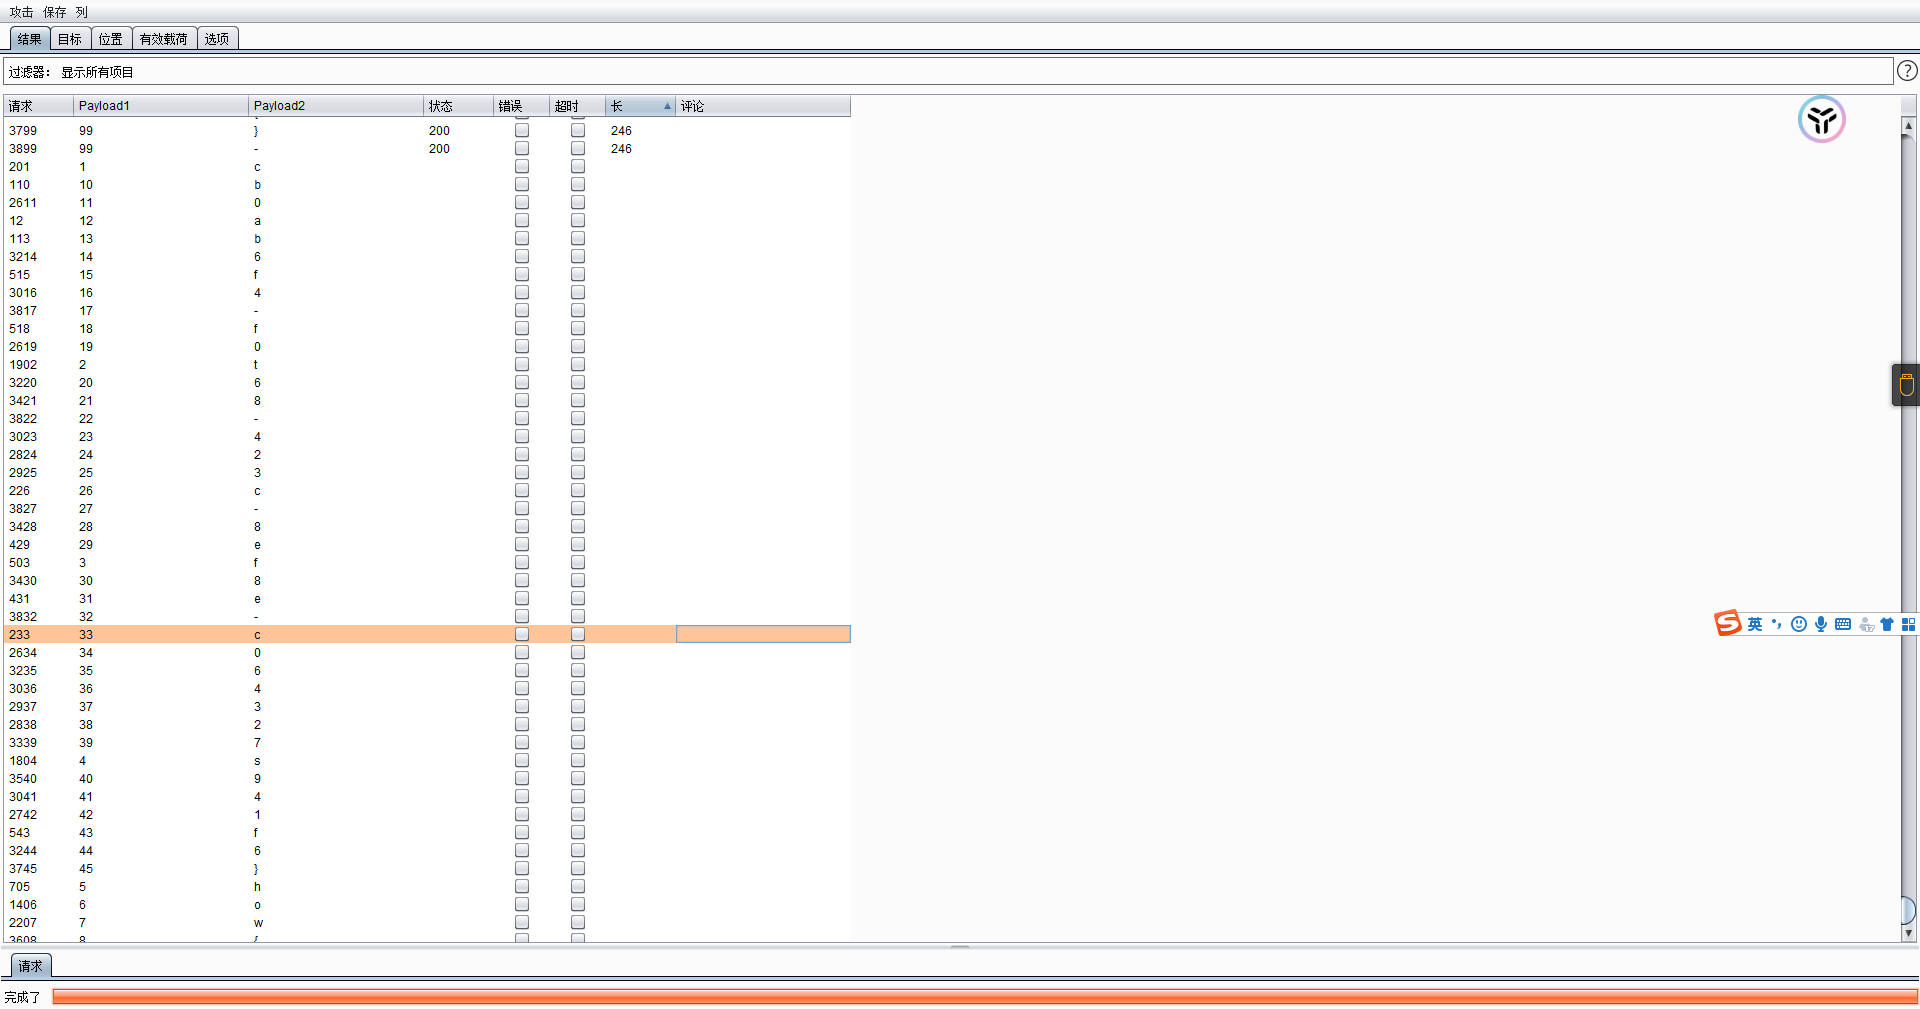 攻击 保存 列
结果 目标 位置 有效载荷 选项
过滤器： 显示所有项目
请求 Payload1 Payload2 状态 错误 超时 长 评论
3799 99 } 200 246
3899 99 - 200 246
201 1 c
110 10 b
2611 11 0
12 12 a
113 13 b
3214 14 6
515 15 f
3016 16 4
3817 17 -
518 18 f
2619 19 0
1902 2 t
3220 20 6
3421 21 8
3822 22 -
3023 23 4
2824 24 2
2925 25 3
226 26 c
3827 27 -
3428 28 8
429 29 e
503 3 f
3430 30 8
431 31 e
3832 32 -
233 33 c
2634 34 0
3235 35 6
3036 36 4
2937 37 3
2838 38 2
3339 39 7
1804 4 s
3540 40 9
3041 41 4
2742 42 1
543 43 f
3244 44 6
3745 45 }
705 5 h
1406 6 o
2207 7 w
3608 8 {
英
请求
完成了